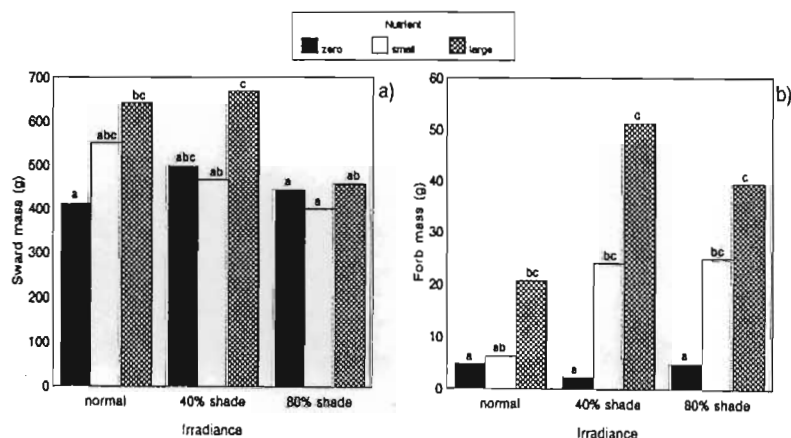 Nutrient
zero small large
a)
Sward mass (g)
700
600
500
400
300
200
100
0
a abc bc
abc ab c
a a ab
normal 40% shade 80% shade
Irradiance
b)
Forb mass (g)
60
50
40
30
20
10
0
a ab bc
a bc c
a bc c
normal 40% shade 80% shade
Irradiance